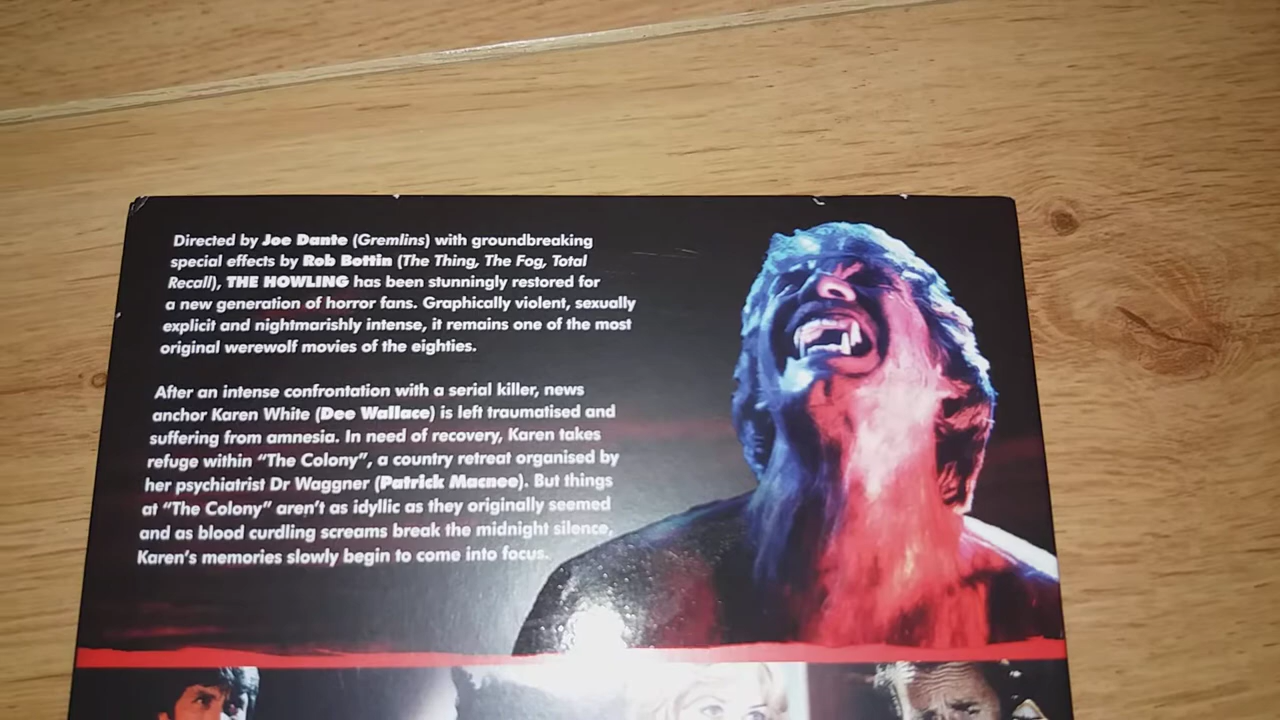 Directed by Joe Dante (Gremlins) with groundbreaking
special effects by Rob Bottin (The Thing, The Fog, Total
Recall), THE HOWLING has been stunningly restored for
a new generation of horror fans. Graphically violent, sexually
explicit and nightmarishly intense, it remains one of the most
original werewolf movies of the eighties.
After an intense confrontation with a serial killer, news
anchor Karen White (Dee Wallace) is left traumatised and
suffering from amnesia. In need of recovery, Karen takes
refuge within “The Colony”, a country retreat organised by
her psychiatrist Dr Waggner (Patrick Macnee). But things
at “The Colony” aren’t as idyllic as they originally seemed
and as blood curdling screams break the midnight silence,
Karen’s memories slowly begin to come into focus.